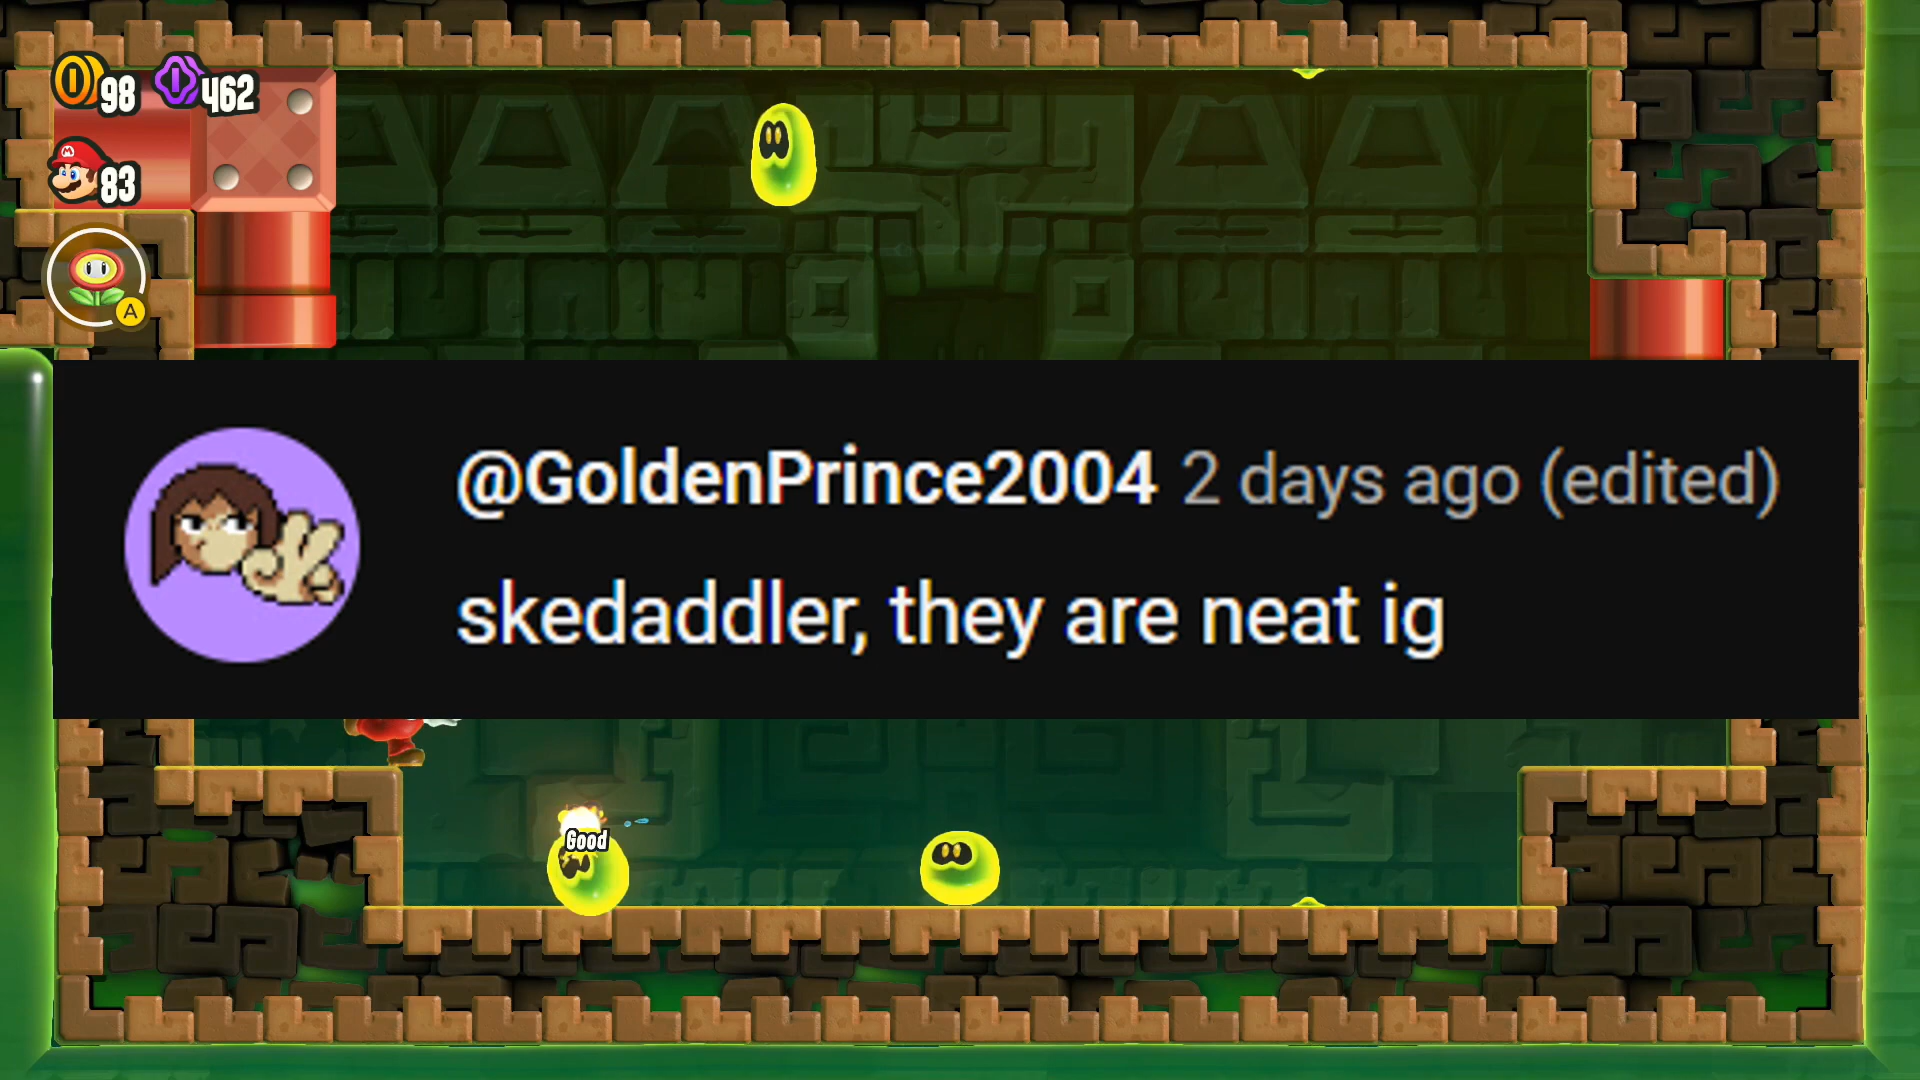 98 462
83
A
@GoldenPrince2004 2 days ago (edited)
skedaddler, they are neat ig
Good